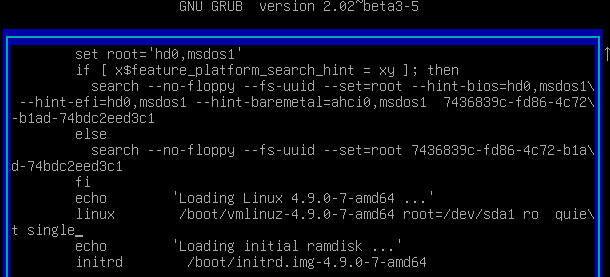 GNU GRUB  version 2.02~beta3-5
set root='hd0,msdos1'
if [ x$feature_platform_search_hint = xy ]; then
search --no-floppy --fs-uuid --set=root --hint-bios=hd0,msdos1\
--hint-efi=hd0,msdos1 --hint-baremetal=ahci0,msdos1  7436839c-fd86-4c72\
-b1ad-74bdc2eed3c1
else
search --no-floppy --fs-uuid --set=root 7436839c-fd86-4c72-b1a\
d-74bdc2eed3c1
fi
echo        'Loading Linux 4.9.0-7-amd64 ...'
linux        /boot/vmlinuz-4.9.0-7-amd64 root=/dev/sda1 ro  quie\
t single_
echo        'Loading initial ramdisk ...'
initrd        /boot/initrd.img-4.9.0-7-amd64